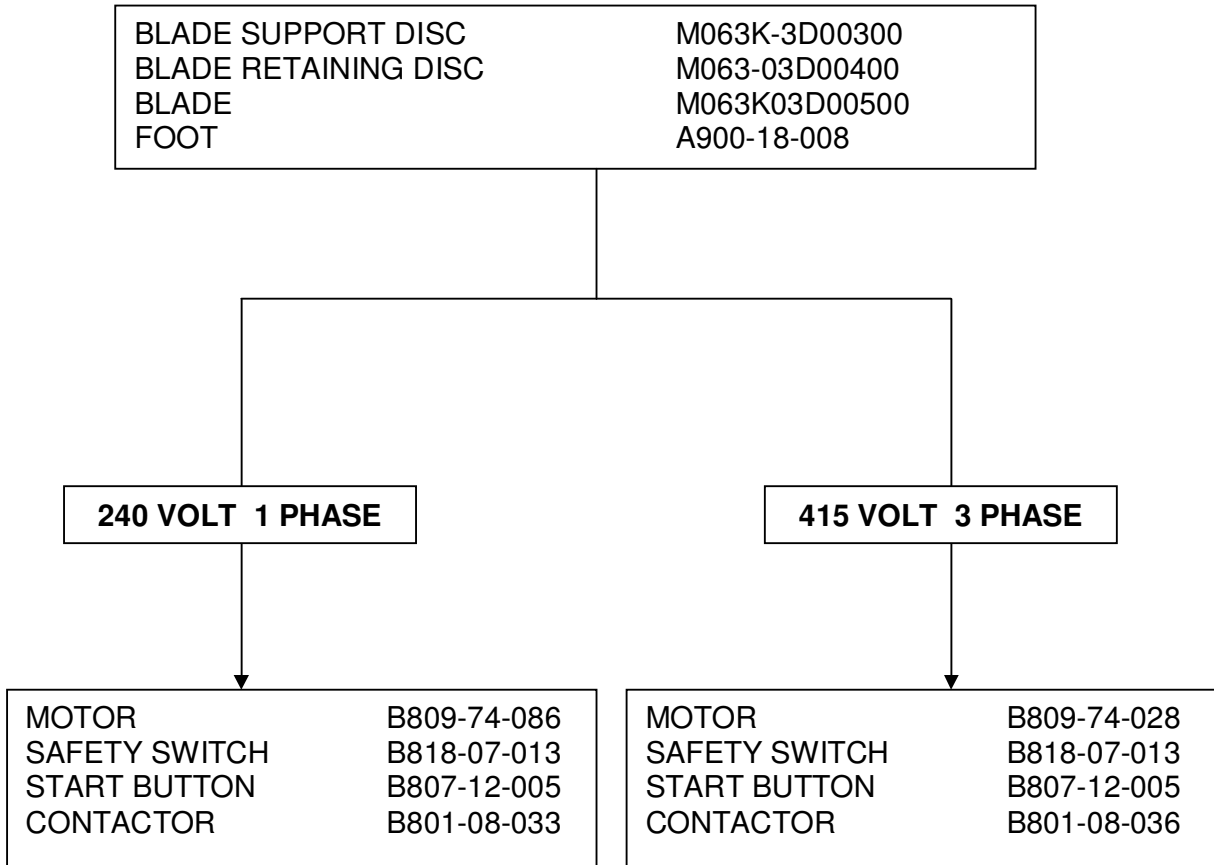 BLADE SUPPORT DISC M063K-3D00300
BLADE RETAINING DISC M063-03D00400
BLADE M063K03D00500
FOOT A900-18-008
240 VOLT 1 PHASE
415 VOLT 3 PHASE
MOTOR B809-74-086
SAFETY SWITCH B818-07-013
START BUTTON B807-12-005
CONTACTOR B801-08-033
MOTOR B809-74-028
SAFETY SWITCH B818-07-013
START BUTTON B807-12-005
CONTACTOR B801-08-036